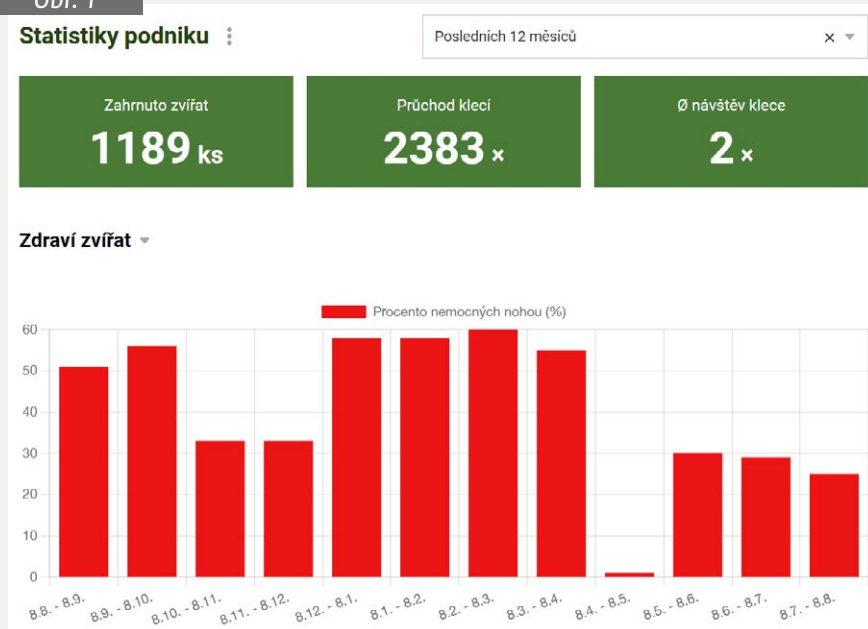 Obr. 1
Statistiky podniku
Posledních 12 měsíců
Zahrnuto zvířat
1189 ks
Průchod klecí
2383 ×
Ø návštěv klece
2 ×
Zdraví zvířat
Procento nemocných nohou (%)
60
50
40
30
20
10
0
8.8. - 8.9.
8.9. - 8.10.
8.10. - 8.11.
8.11. - 8.12.
8.12. - 8.1.
8.1. - 8.2.
8.2. - 8.3.
8.3. - 8.4.
8.4. - 8.5.
8.5. - 8.6.
8.6. - 8.7.
8.7. - 8.8.